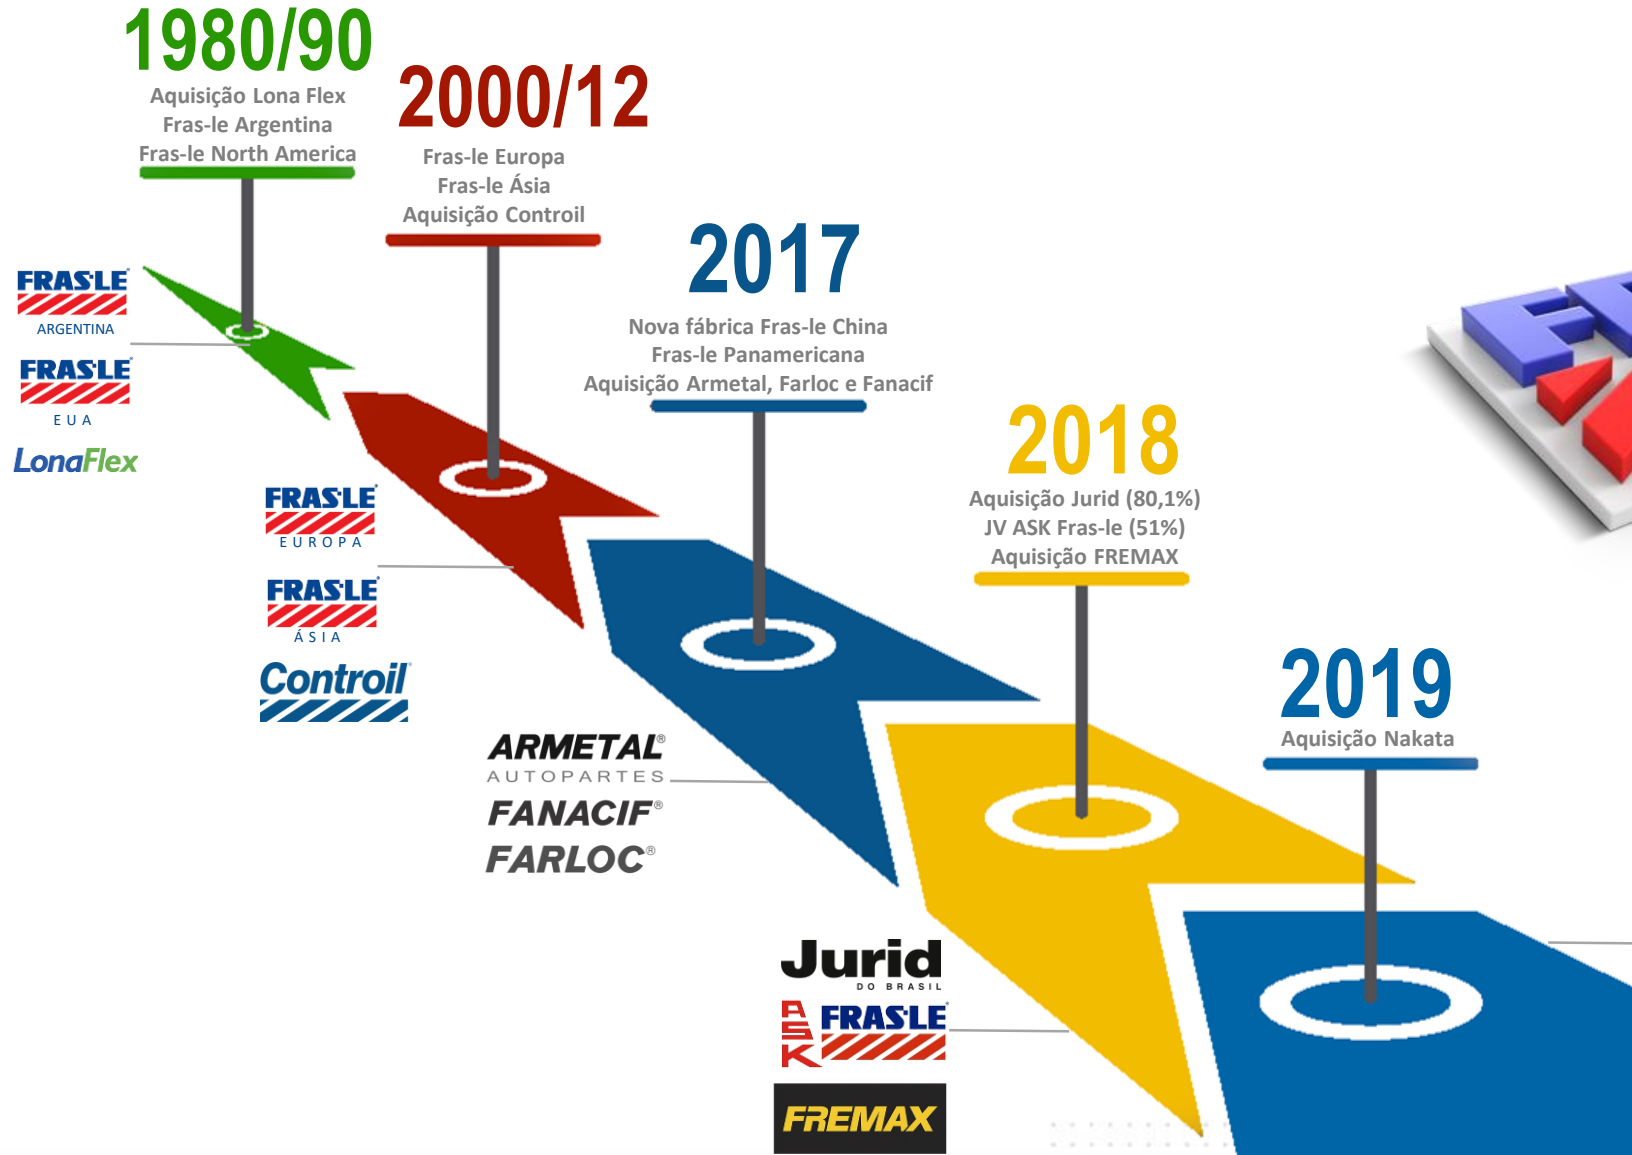 1980/90
Aquisição Lona Flex
Fras-le Argentina
Fras-le North America
2000/12
Fras-le Europa
Fras-le Ásia
Aquisição Controil
2017
Nova fábrica Fras-le China
Fras-le Panamericana
Aquisição Armetal, Farloc e Fanacif
2018
Aquisição Jurid (80,1%)
JV ASK Fras-le (51%)
Aquisição FREMAX
2019
Aquisição Nakata
FRAS-LE
ARGENTINA
FRAS-LE
EUA
LonaFlex
FRAS-LE
EUROPA
FRAS-LE
ÁSIA
Controil
ARMETAL®
AUTOPARTES
FANACIF®
FARLOC®
Jurid
DO BRASIL
ASK FRAS-LE
FREMAX